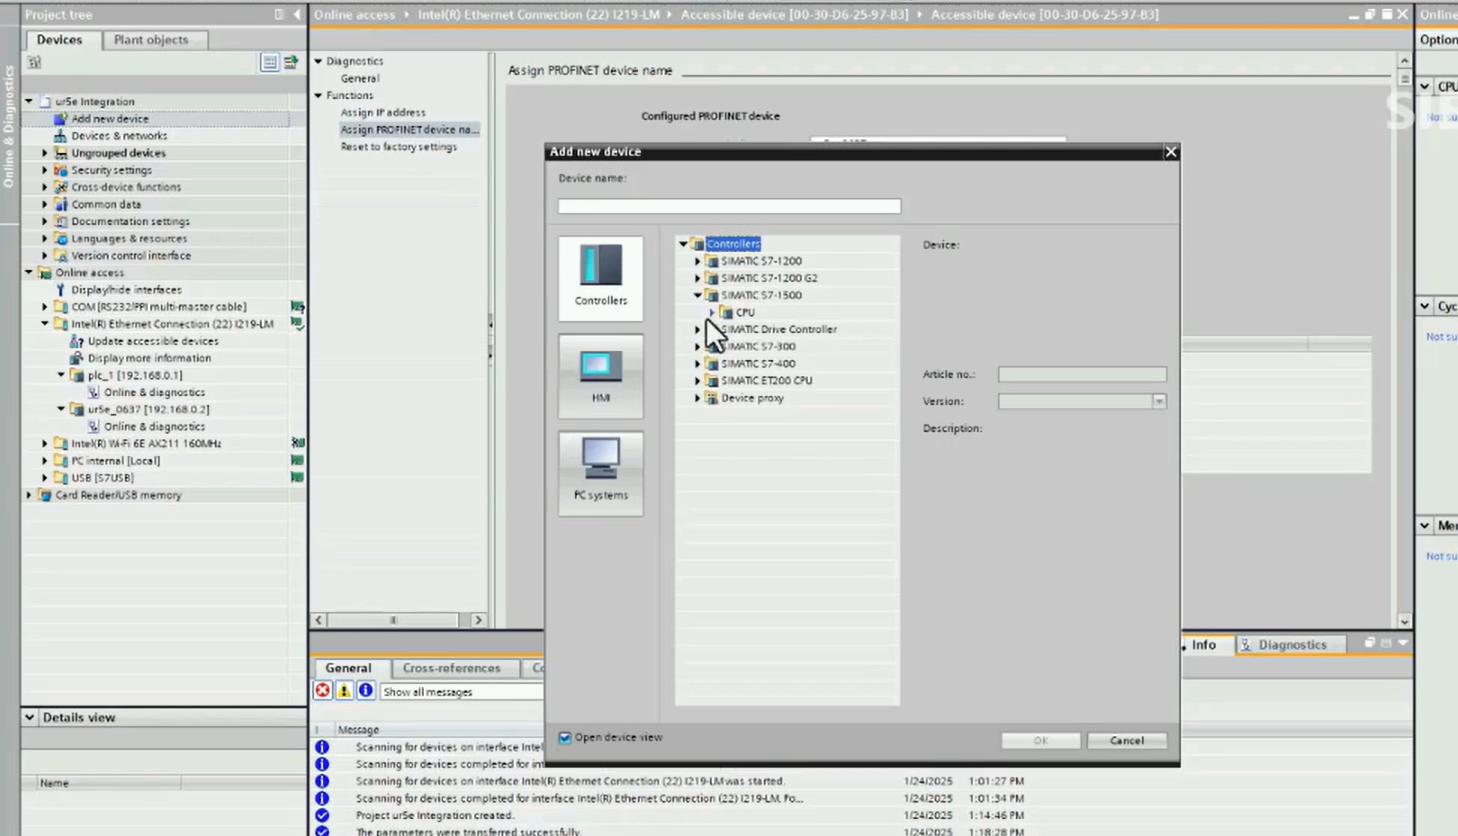 Project tree
Online access ▸ Intel(R) Ethernet Connection (22) I219-LM ▸ Accessible device [00-30-D6-25-97-B3] ▸ Accessible device [00-30-D6-25-97-B3]
Devices
Plant objects
Online & Diagnostics
ur5e Integration
Add new device
Devices & networks
Ungrouped devices
Security settings
Cross-device functions
Common data
Documentation settings
Languages & resources
Version control interface
Online access
Display/hide interfaces
COM [RS232/PPI multi-master cable]
Intel(R) Ethernet Connection (22) I219-LM
Update accessible devices
Display more information
plc_1 [192.168.0.1]
Online & diagnostics
ur5e_0637 [192.168.0.2]
Online & diagnostics
Intel(R) Wi-Fi 6E AX211 160MHz
PC internal [Local]
USB [S7USB]
Card Reader/USB memory
Details view
Name
Diagnostics
General
Functions
Assign IP address
Assign PROFINET device na...
Reset to factory settings
Assign PROFINET device name
Configured PROFINET device
Add new device
Device name:
Controllers
HMI
PC systems
Controllers
SIMATIC S7-1200
SIMATIC S7-1200 G2
SIMATIC S7-1500
CPU
SIMATIC Drive Controller
SIMATIC S7-300
SIMATIC S7-400
SIMATIC ET200 CPU
Device proxy
Device:
Article no.:
Version:
Description:
Open device view
OK
Cancel
Info
Diagnostics
General
Cross-references
Show all messages
Message
Scanning for devices on interface Intel
Scanning for devices completed for int
Scanning for devices on interface Intel(R) Ethernet Connection (22) I219-LM was started. 1/24/2025 1:01:27 PM
Scanning for devices completed for interface Intel(R) Ethernet Connection (22) I219-LM. Fo... 1/24/2025 1:01:34 PM
Project ur5e Integration created. 1/24/2025 1:14:46 PM
The parameters were transferred successfully. 1/24/2025 1:18:28 PM
Online
Option
CPU
Not su
Cyc
Not su
Mer
Not su